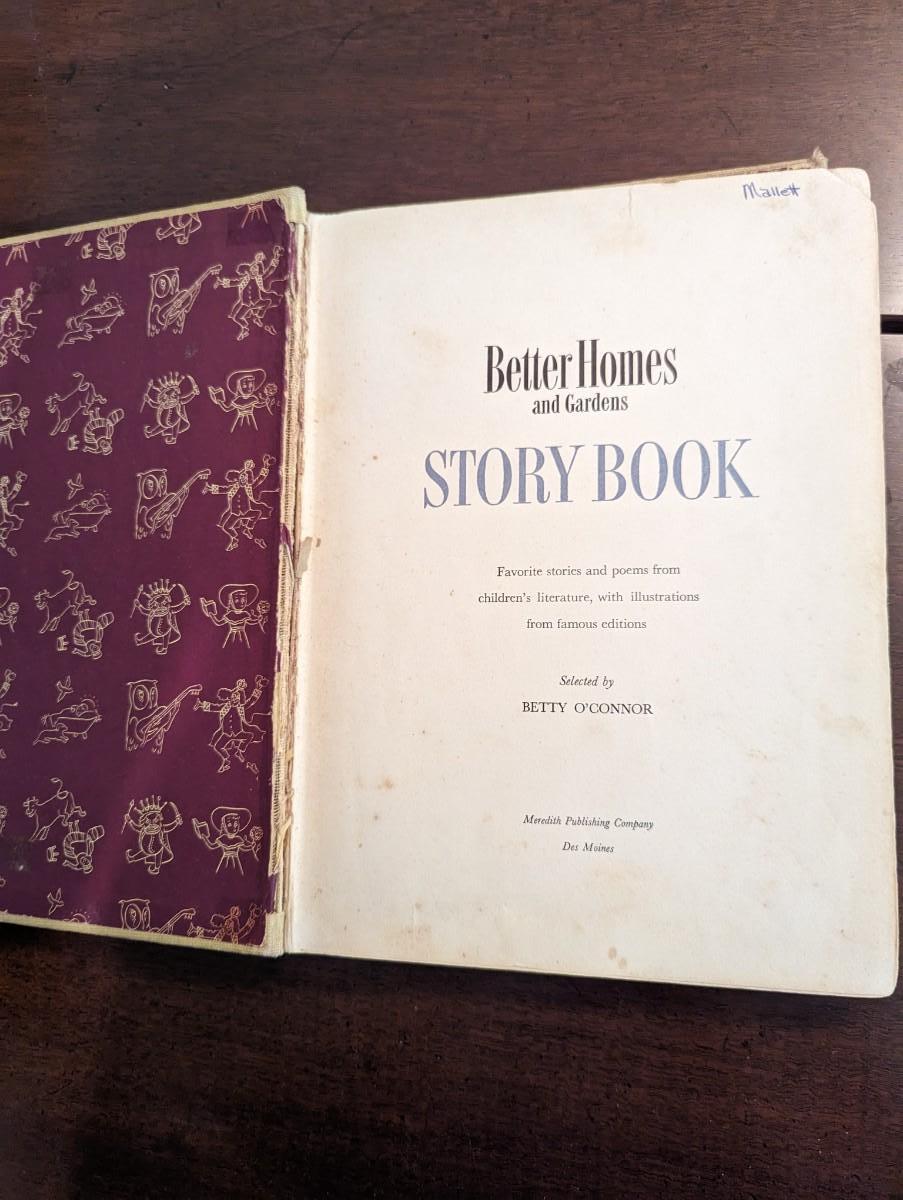 Mallett
Better Homes
and Gardens
STORY BOOK
Favorite stories and poems from
children's literature, with illustrations
from famous editions
Selected by
BETTY O'CONNOR
Meredith Publishing Company
Des Moines